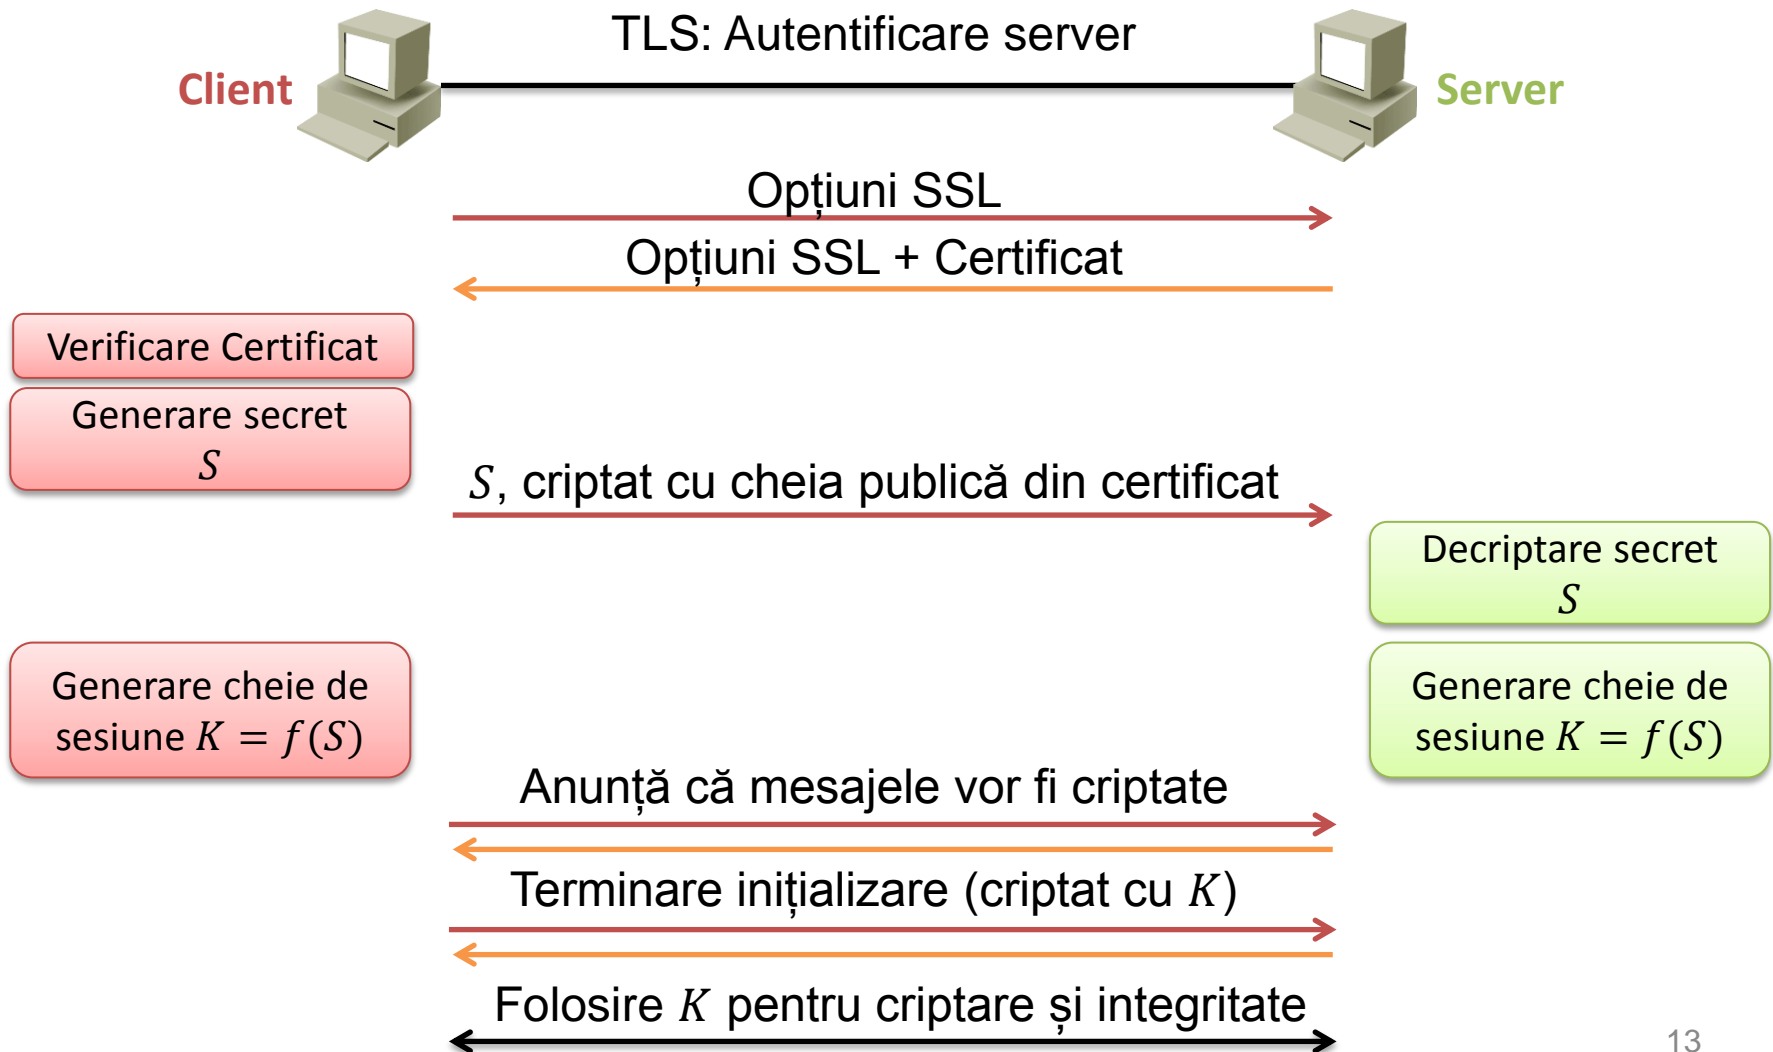 TLS: Autentificare server
Client
Server
Opțiuni SSL
Opțiuni SSL + Certificat
Verificare Certificat
Generare secret
S
S, criptat cu cheia publică din certificat
Decriptare secret
S
Generare cheie de
sesiune K = f(S)
Generare cheie de
sesiune K = f(S)
Anunță că mesajele vor fi criptate
Terminare inițializare (criptat cu K)
Folosire K pentru criptare și integritate
13